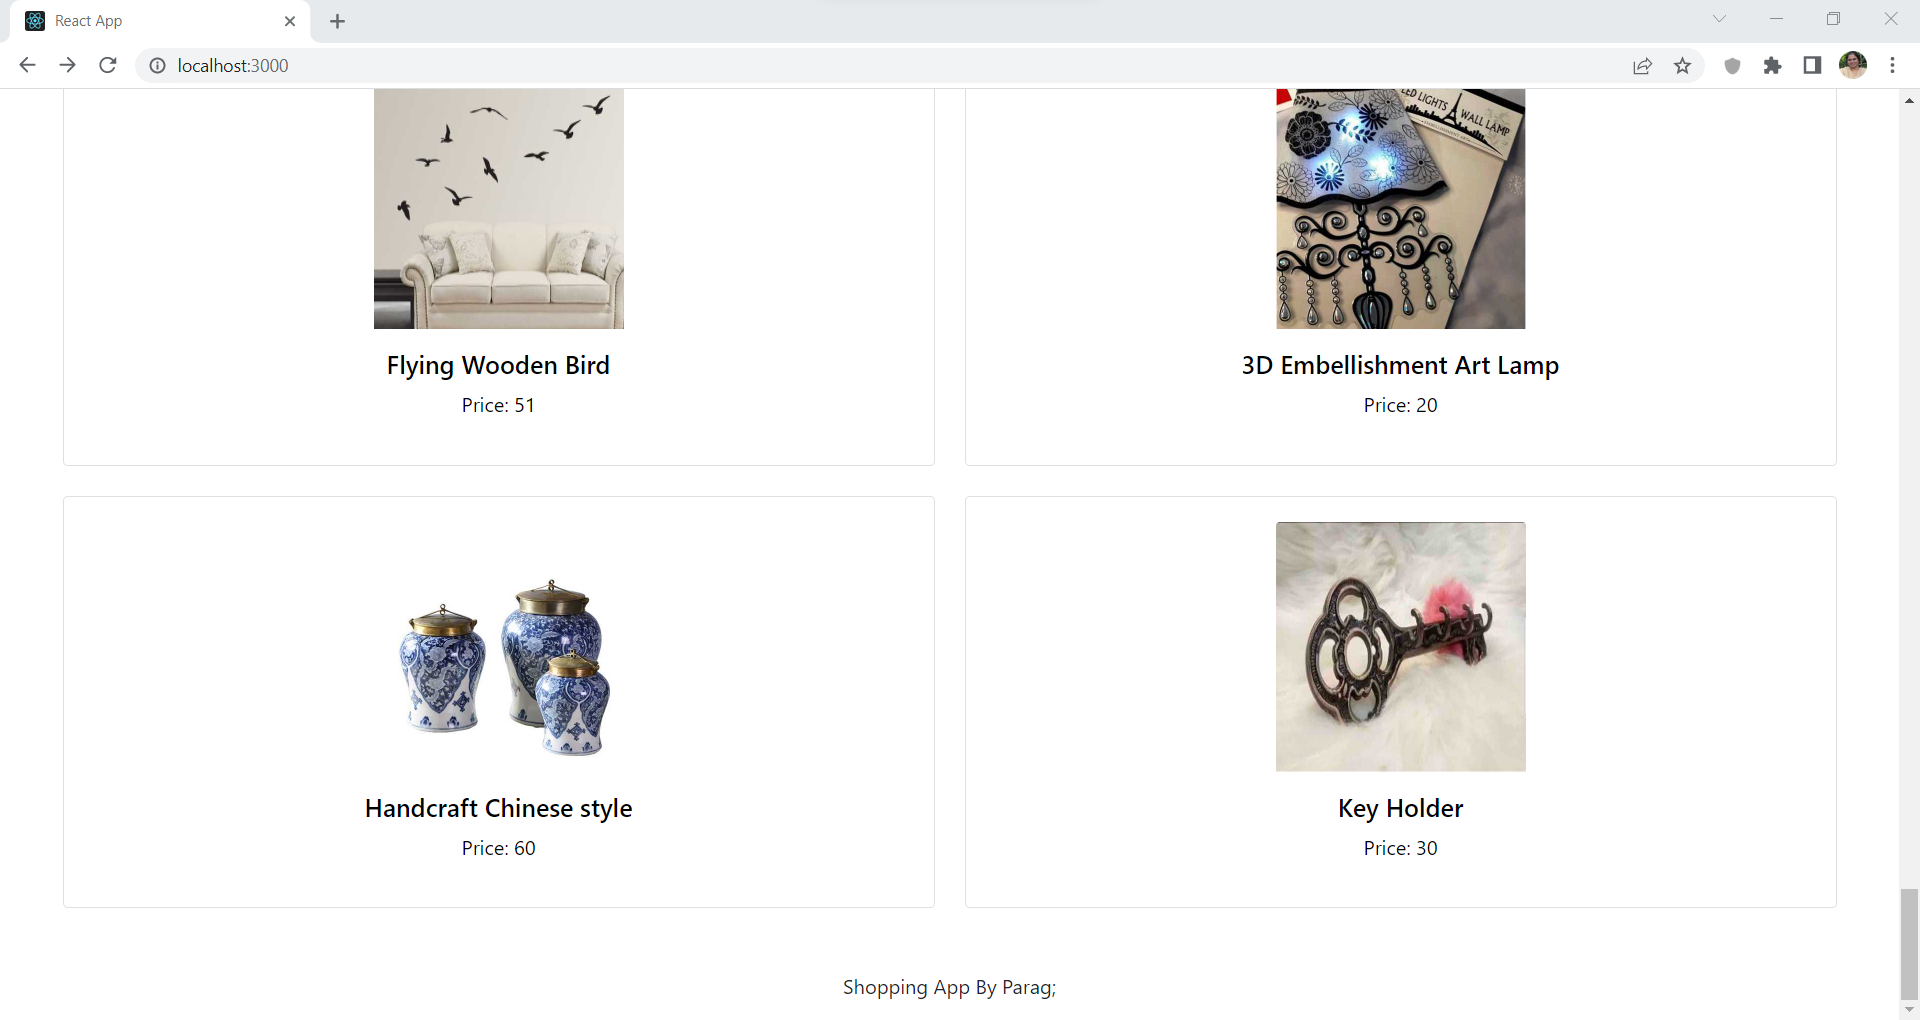 React App
localhost:3000
LED LIGHTS
WALL LAMP
Flying Wooden Bird
Price: 51
3D Embellishment Art Lamp
Price: 20
Handcraft Chinese style
Price: 60
Key Holder
Price: 30
Shopping App By Parag;